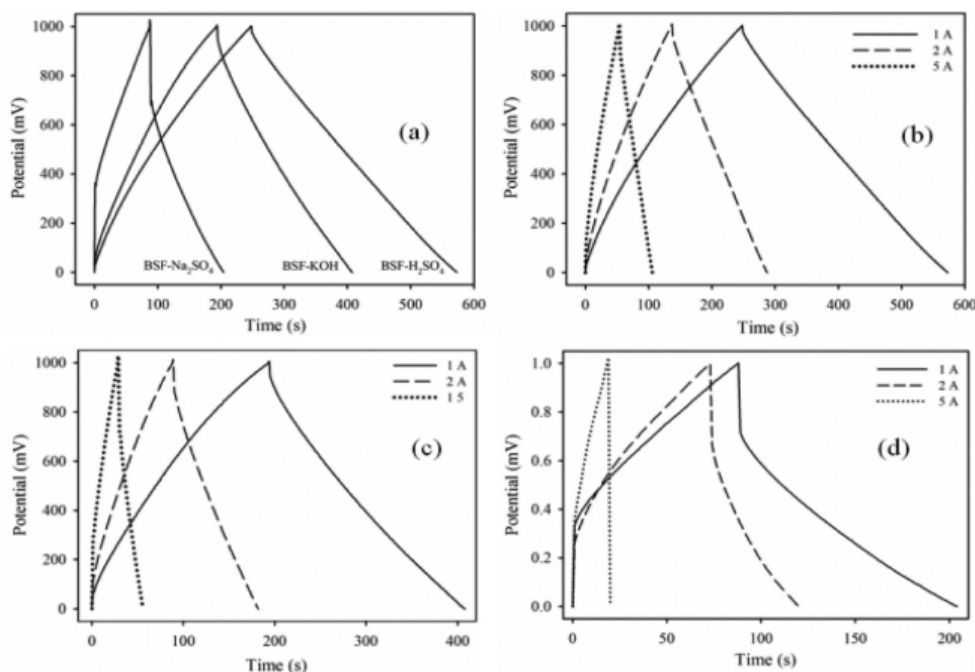 1000
800
600
400
200
0
Potential (mV)
(a)
BSF-Na₂SO₄
BSF-KOH
BSF-H₂SO₄
0 100 200 300 400 500 600
Time (s)
1000
800
600
400
200
0
Potential (mV)
1 A
2 A
5 A
(b)
0 100 200 300 400 500 600
Time (s)
1000
800
600
400
200
0
Potential (mV)
1 A
2 A
1 5
(c)
0 100 200 300 400
Time (s)
1.0
0.8
0.6
0.4
0.2
0.0
Potential (mV)
1 A
2 A
5 A
(d)
0 50 100 150 200
Time (s)